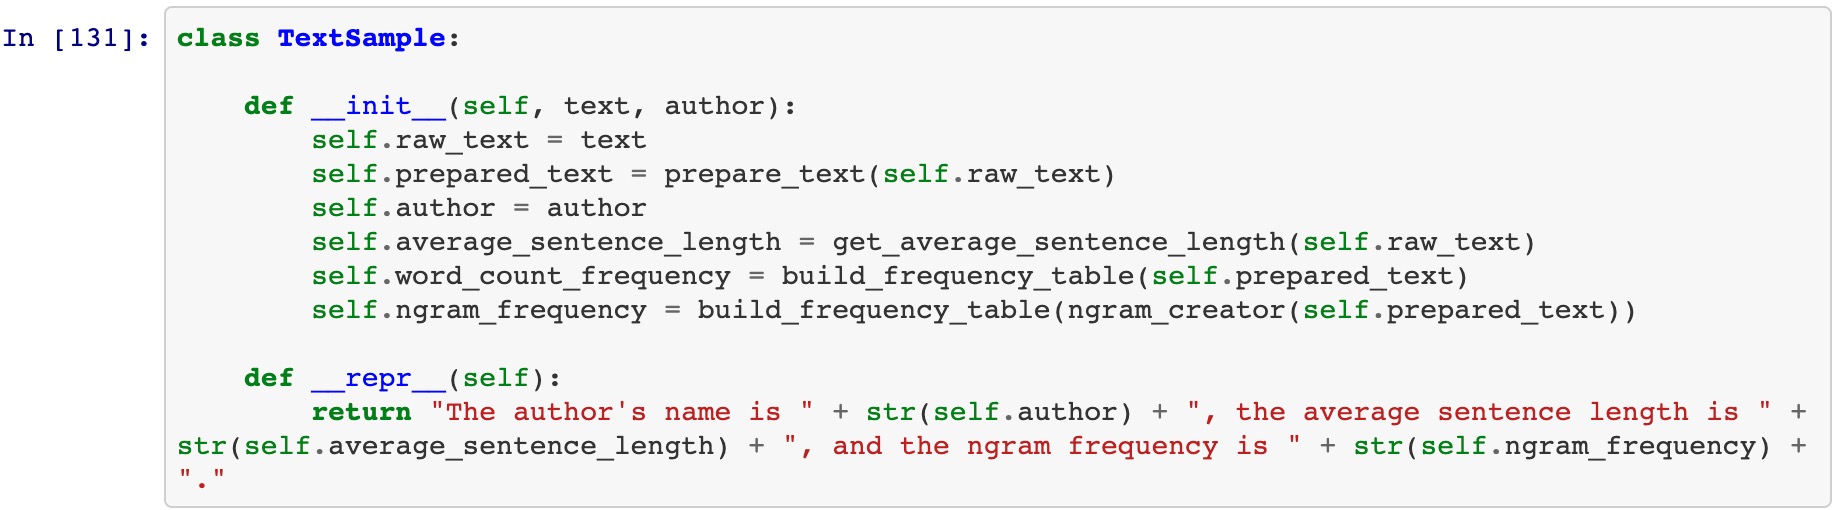 In [131]: class TextSample:
    def __init__(self, text, author):
        self.raw_text = text
        self.prepared_text = prepare_text(self.raw_text)
        self.author = author
        self.average_sentence_length = get_average_sentence_length(self.raw_text)
        self.word_count_frequency = build_frequency_table(self.prepared_text)
        self.ngram_frequency = build_frequency_table(ngram_creator(self.prepared_text))
    def __repr__(self):
        return "The author's name is " + str(self.author) + ", the average sentence length is " +
str(self.average_sentence_length) + ", and the ngram frequency is " + str(self.ngram_frequency) +
"."